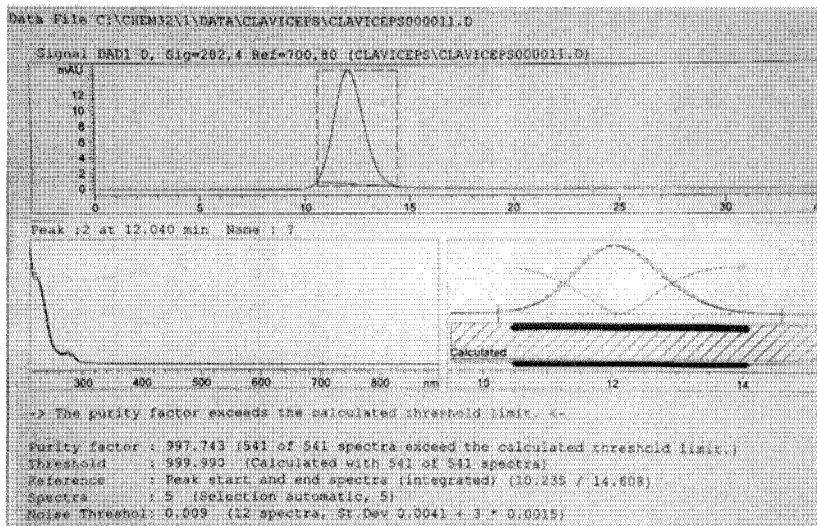 Data File C:\CHEM32\1\DATA\CLAVICEPS\CLAVICEPS000011.D
Signal DAD1 D, Sig=282,4 Ref=700,80 (CLAVICEPS\CLAVICEPS000011.D)
mAU
12
10
8
6
4
2
0
0 5 10 15 20 25 30
Peak :2 at 12.040 min Name : ?
Calculated
300 400 500 600 700 800 nm
10 12 14
-> The purity factor exceeds the calculated threshold limit. <-
Purity factor : 997.743 (541 of 541 spectra exceed the calculated threshold limit.)
Threshold : 999.990 (Calculated with 541 of 541 spectra)
Reference : Peak start and end spectra (integrated) (10.235 / 14.608)
Spectra : 5 (Selection automatic, 5)
Noise Threshol: 0.009 (12 spectra, St.Dev 0.0041 + 3 * 0.0015)